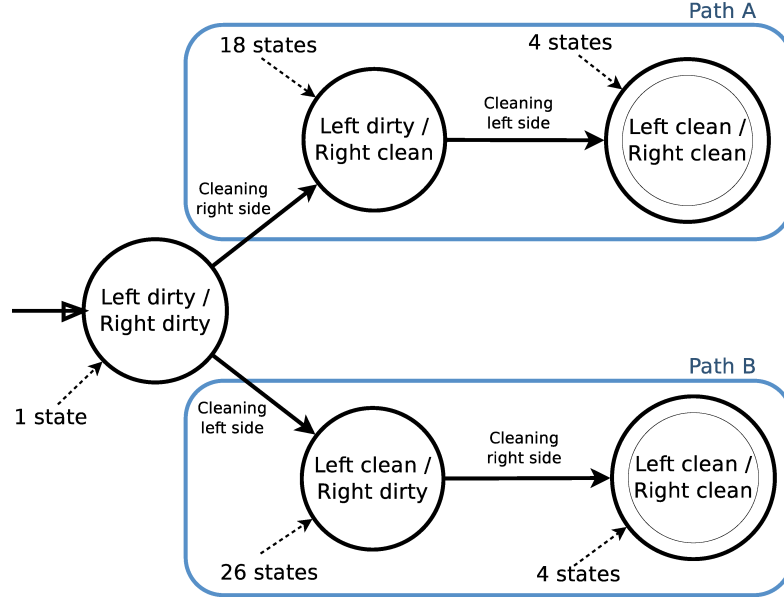 Path A
18 states
4 states
Left dirty /
Right clean
Cleaning
left side
Left clean /
Right clean
Cleaning
right side
Left dirty /
Right dirty
1 state
Path B
Cleaning
left side
Left clean /
Right dirty
Cleaning
right side
Left clean /
Right clean
26 states
4 states